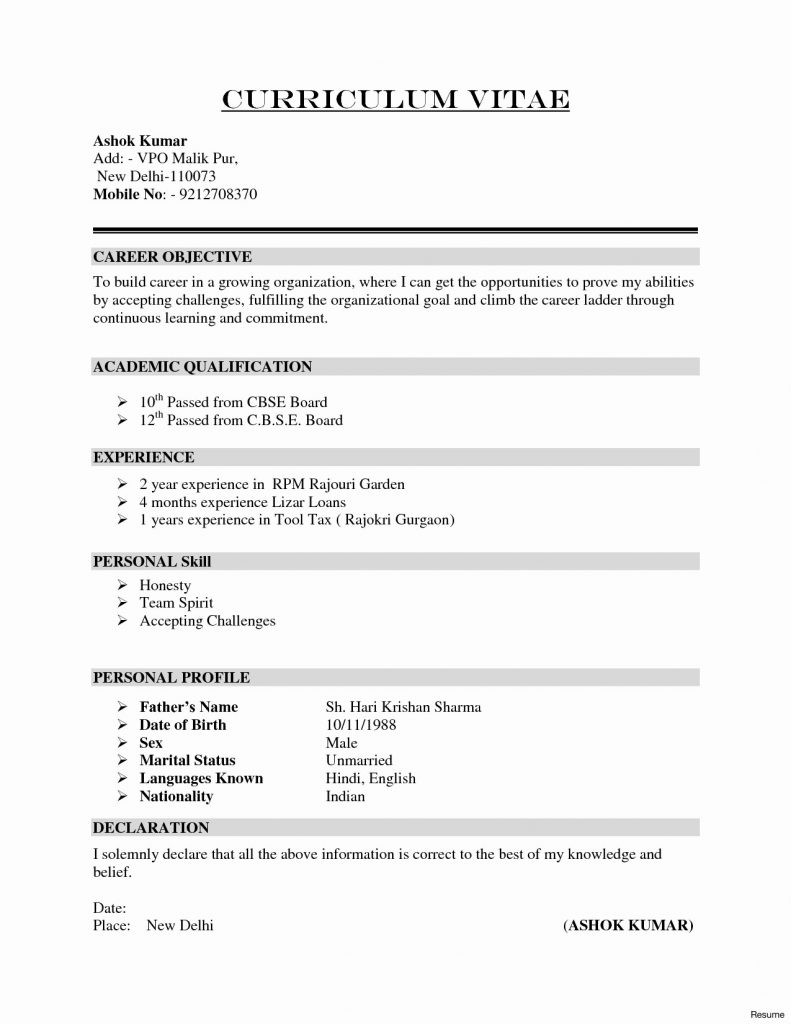 CURRICULUM VITAE
Ashok Kumar
Add: - VPO Malik Pur,
New Delhi-110073
Mobile No: - 9212708370
CAREER OBJECTIVE
To build career in a growing organization, where I can get the opportunities to prove my abilities
by accepting challenges, fulfilling the organizational goal and climb the career ladder through
continuous learning and commitment.
ACADEMIC QUALIFICATION
➢ 10th Passed from CBSE Board
➢ 12th Passed from C.B.S.E. Board
EXPERIENCE
➢ 2 year experience in RPM Rajouri Garden
➢ 4 months experience Lizar Loans
➢ 1 years experience in Tool Tax ( Rajokri Gurgaon)
PERSONAL Skill
➢ Honesty
➢ Team Spirit
➢ Accepting Challenges
PERSONAL PROFILE
➢ Father's Name Sh. Hari Krishan Sharma
➢ Date of Birth 10/11/1988
➢ Sex Male
➢ Marital Status Unmarried
➢ Languages Known Hindi, English
➢ Nationality Indian
DECLARATION
I solemnly declare that all the above information is correct to the best of my knowledge and
belief.
Date:
Place: New Delhi (ASHOK KUMAR)
Resume